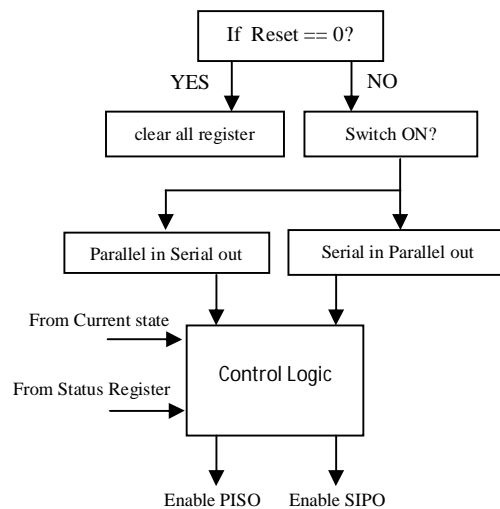 If Reset == 0?
YES
NO
clear all register
Switch ON?
Parallel in Serial out
Serial in Parallel out
From Current state
From Status Register
Control Logic
Enable PISO
Enable SIPO